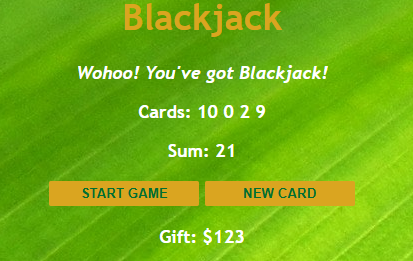 Blackjack
Wohoo! You've got Blackjack!
Cards: 10 0 2 9
Sum: 21
START GAME NEW CARD
Gift: $123